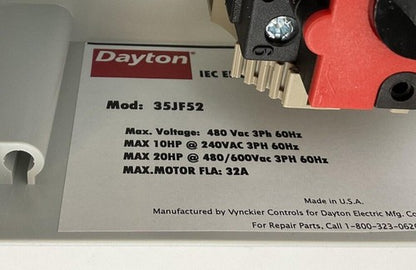 Dayton
IEC
Mod: 35JF52
Max. Voltage: 480 Vac 3Ph 60Hz
MAX 10HP @ 240VAC 3PH 60Hz
MAX 20HP @ 480/600Vac 3PH 60Hz
MAX.MOTOR FLA: 32A
Made in U.S.A.
Manufactured by Vynckier Controls for Dayton Electric Mfg. Co
For Repair Parts, Call 1-800-323-0620